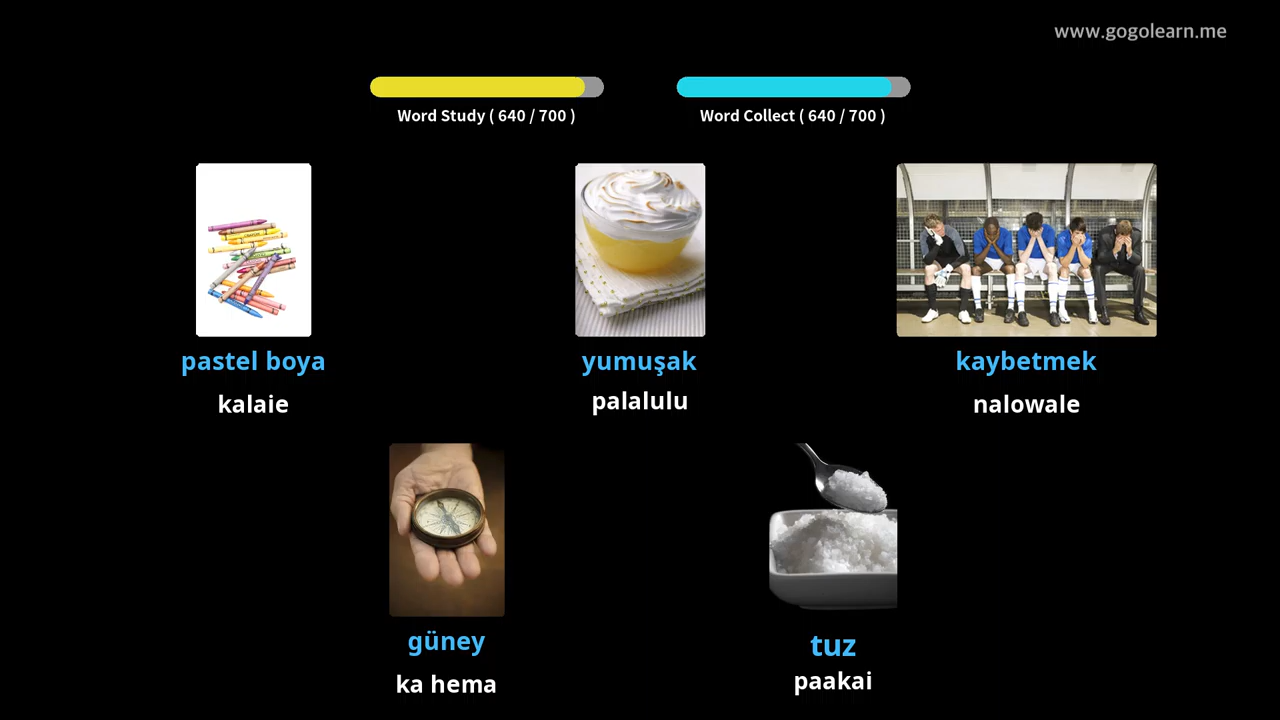 www.gogolearn.me
Word Study ( 640 / 700 )
Word Collect ( 640 / 700 )
pastel boya
kalaie
yumuşak
palalulu
kaybetmek
nalowale
güney
ka hema
tuz
paakai